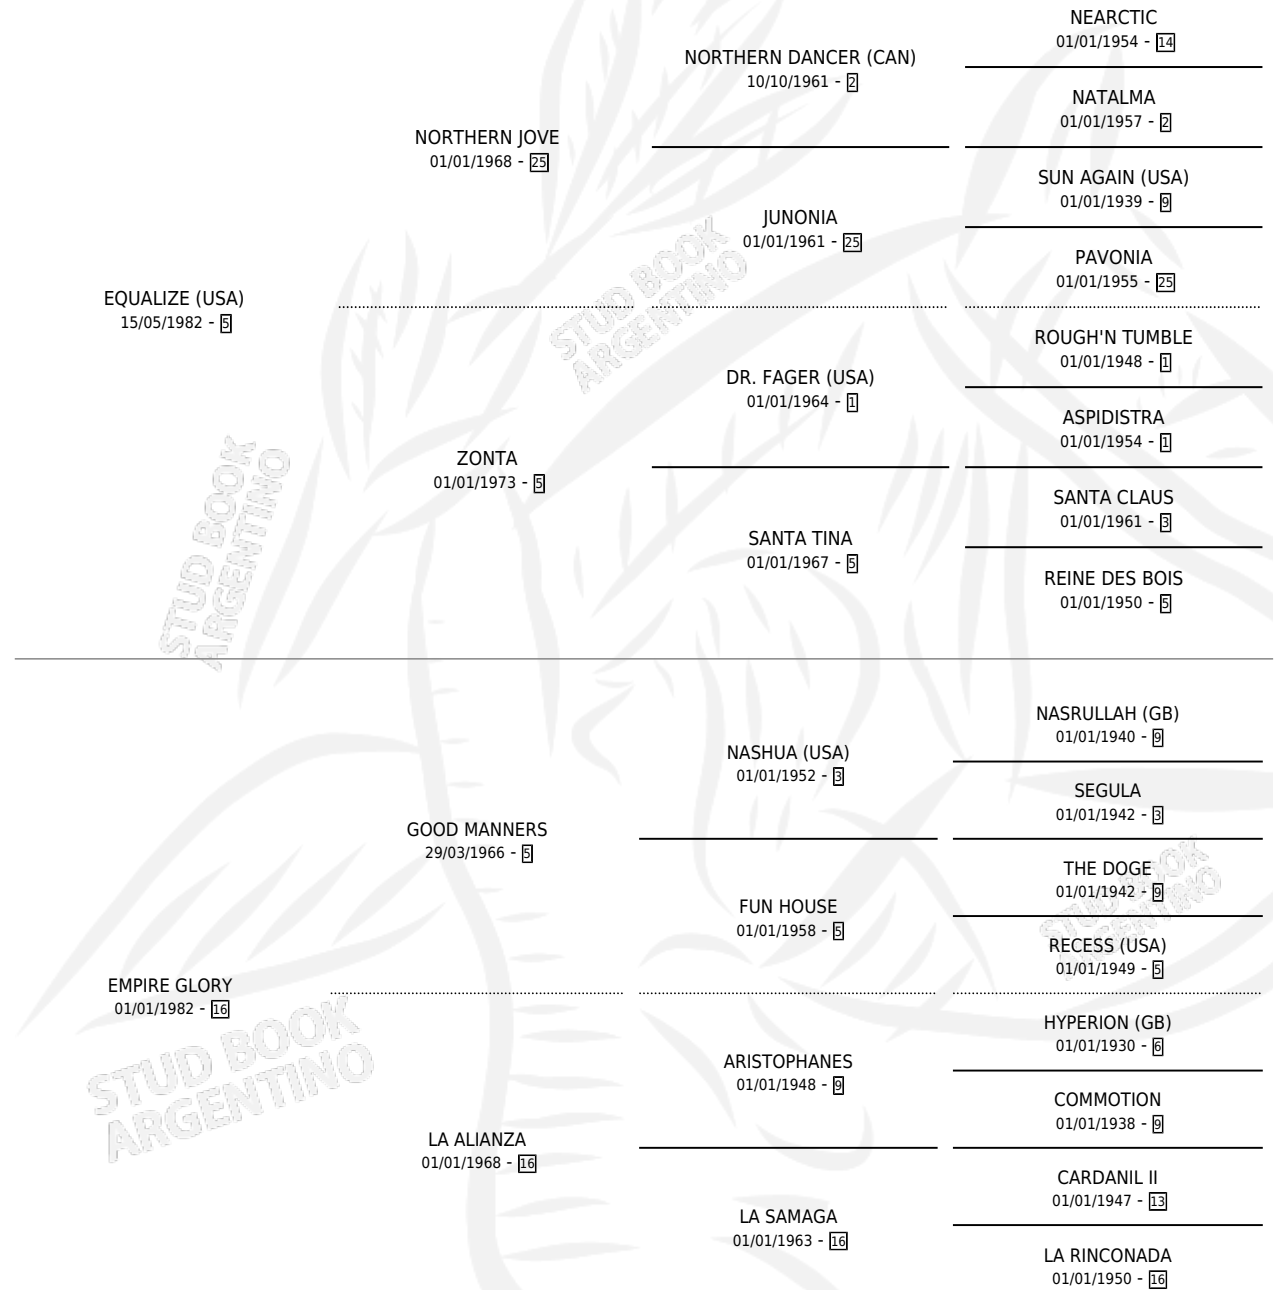 NEARCTIC
01/01/1954 - 14
NORTHERN DANCER (CAN)
10/10/1961 - 2
NATALMA
01/01/1957 - 2
NORTHERN JOVE
01/01/1968 - 25
SUN AGAIN (USA)
01/01/1939 - 9
JUNONIA
01/01/1961 - 25
PAVONIA
01/01/1955 - 25
EQUALIZE (USA)
15/05/1982 - 5
ROUGH'N TUMBLE
01/01/1948 - 1
DR. FAGER (USA)
01/01/1964 - 1
ASPIDISTRA
01/01/1954 - 1
ZONTA
01/01/1973 - 5
SANTA CLAUS
01/01/1961 - 3
SANTA TINA
01/01/1967 - 5
REINE DES BOIS
01/01/1950 - 5
NASRULLAH (GB)
01/01/1940 - 9
NASHUA (USA)
01/01/1952 - 3
SEGULA
01/01/1942 - 3
GOOD MANNERS
29/03/1966 - 5
THE DOGE
01/01/1942 - 9
FUN HOUSE
01/01/1958 - 5
RECESS (USA)
01/01/1949 - 5
EMPIRE GLORY
01/01/1982 - 16
HYPERION (GB)
01/01/1930 - 6
ARISTOPHANES
01/01/1948 - 9
COMMOTION
01/01/1938 - 9
LA ALIANZA
01/01/1968 - 16
CARDANIL II
01/01/1947 - 13
LA SAMAGA
01/01/1963 - 16
LA RINCONADA
01/01/1950 - 16
STUD BOOK
ARGENTINO
STUD BOOK
ARGENTINO
STUD BOOK
ARGENTINO
STUD BOOK
ARGENTINO